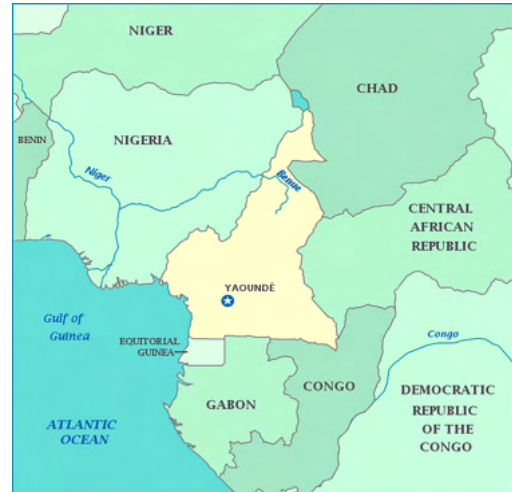 NIGER
CHAD
BENIN
NIGERIA
Niger
Benue
CENTRAL
AFRICAN
REPUBLIC
YAOUNDÉ
Gulf of
Guinea
EQUITORIAL
GUINEA
Congo
GABON
CONGO
DEMOCRATIC
REPUBLIC
OF THE
CONGO
ATLANTIC
OCEAN